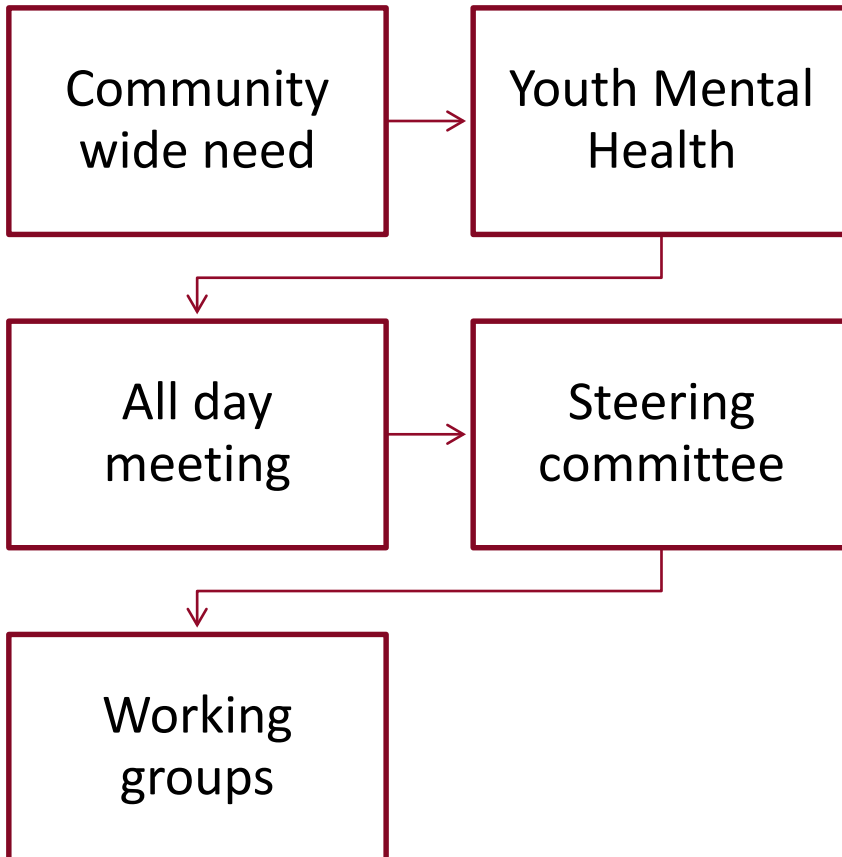 Community
wide need
Youth Mental
Health
All day
meeting
Steering
committee
Working
groups